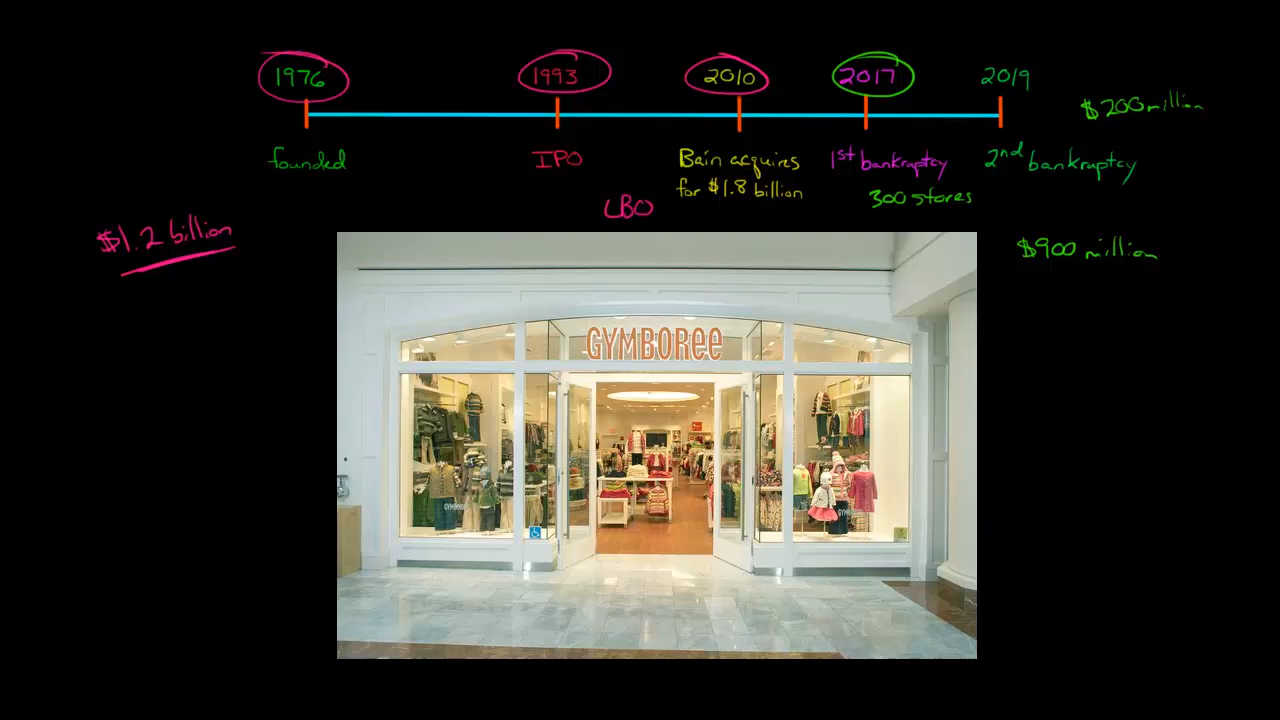 1976
1993
2010
2017
2019
$200 million
founded
IPO
Bain acquires
for $1.8 billion
1st bankruptcy
2nd bankruptcy
300 stores
LBO
$1.2 billion
$900 million
GYMBOREE